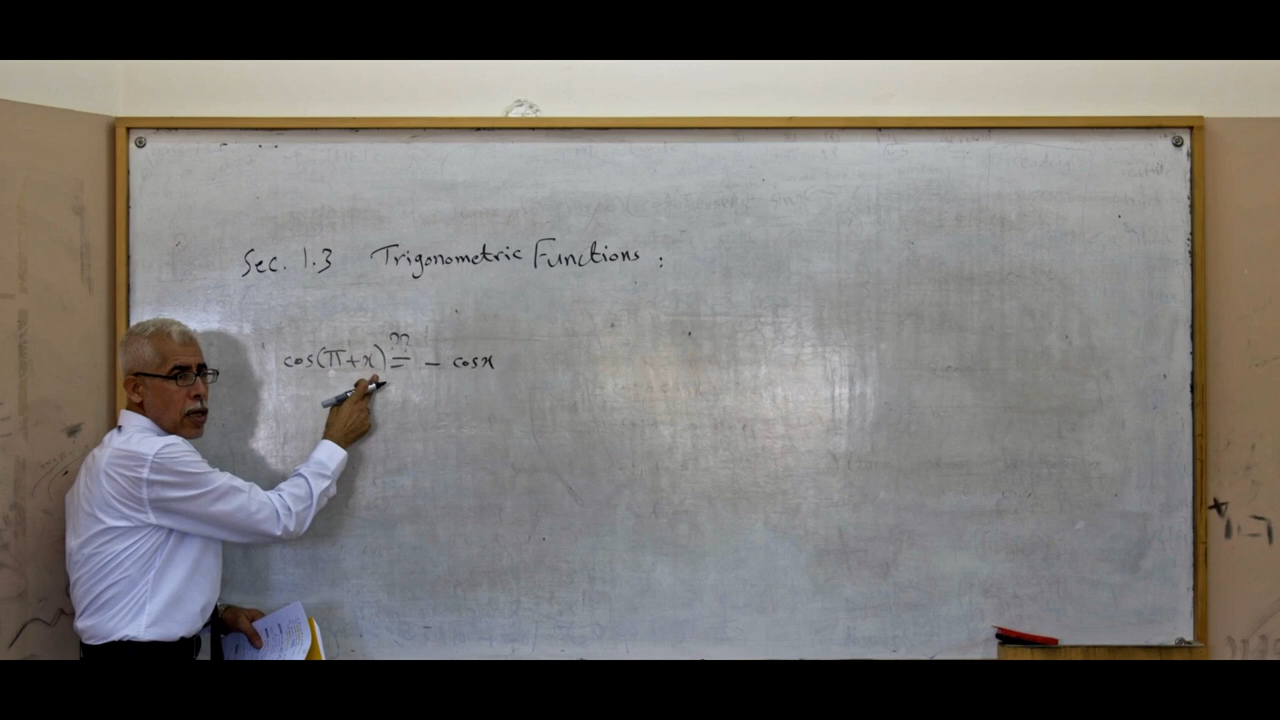 Sec. 1.3 Trigonometric Functions :
cos(π+x) ??= - cosx